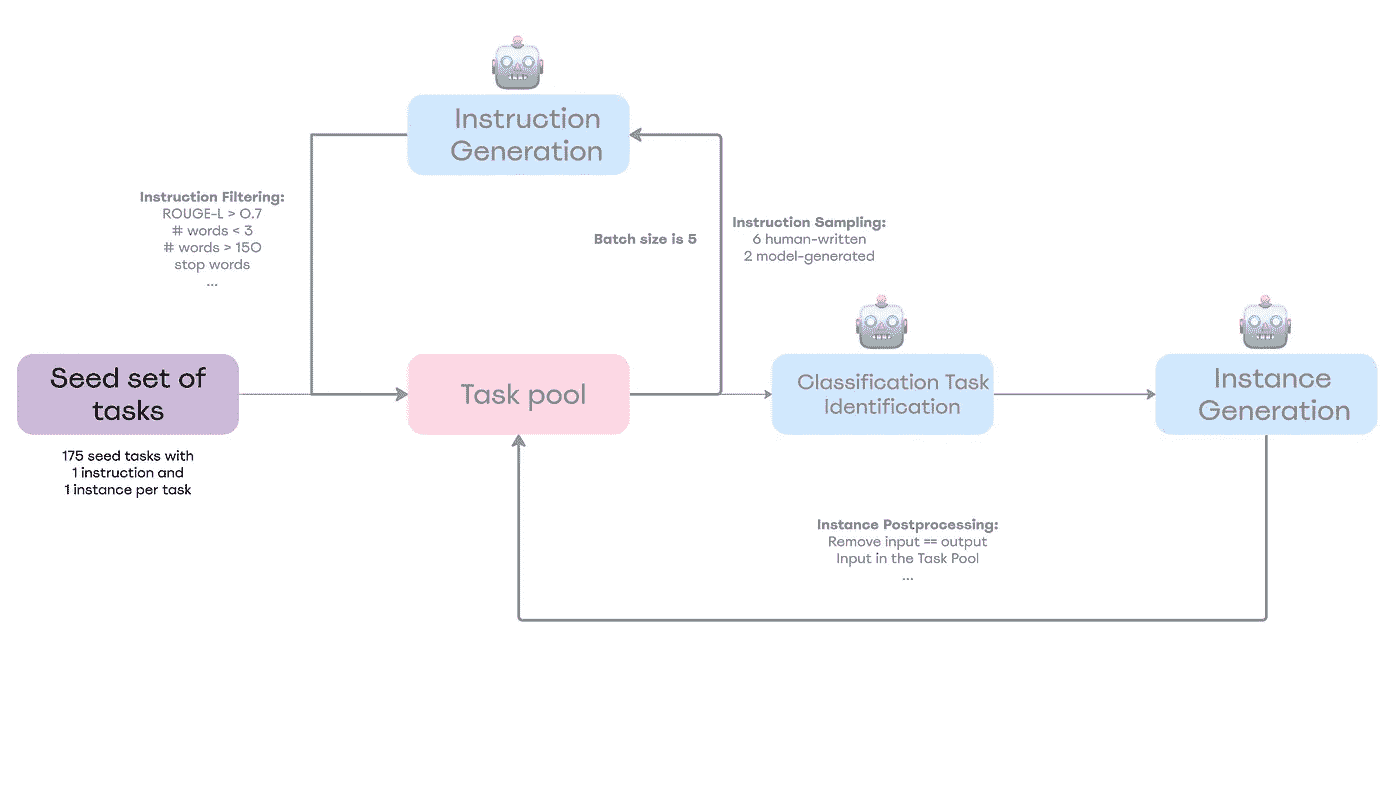 Instruction
Generation
Instruction Filtering:
ROUGE-L > 0.7
# words < 3
# words > 150
stop words
...
Batch size is 5
Instruction Sampling:
6 human-written
2 model-generated
Seed set of
tasks
175 seed tasks with
1 instruction and
1 instance per task
Task pool
Classification Task
Identification
Instance
Generation
Instance Postprocessing:
Remove input == output
Input in the Task Pool
...